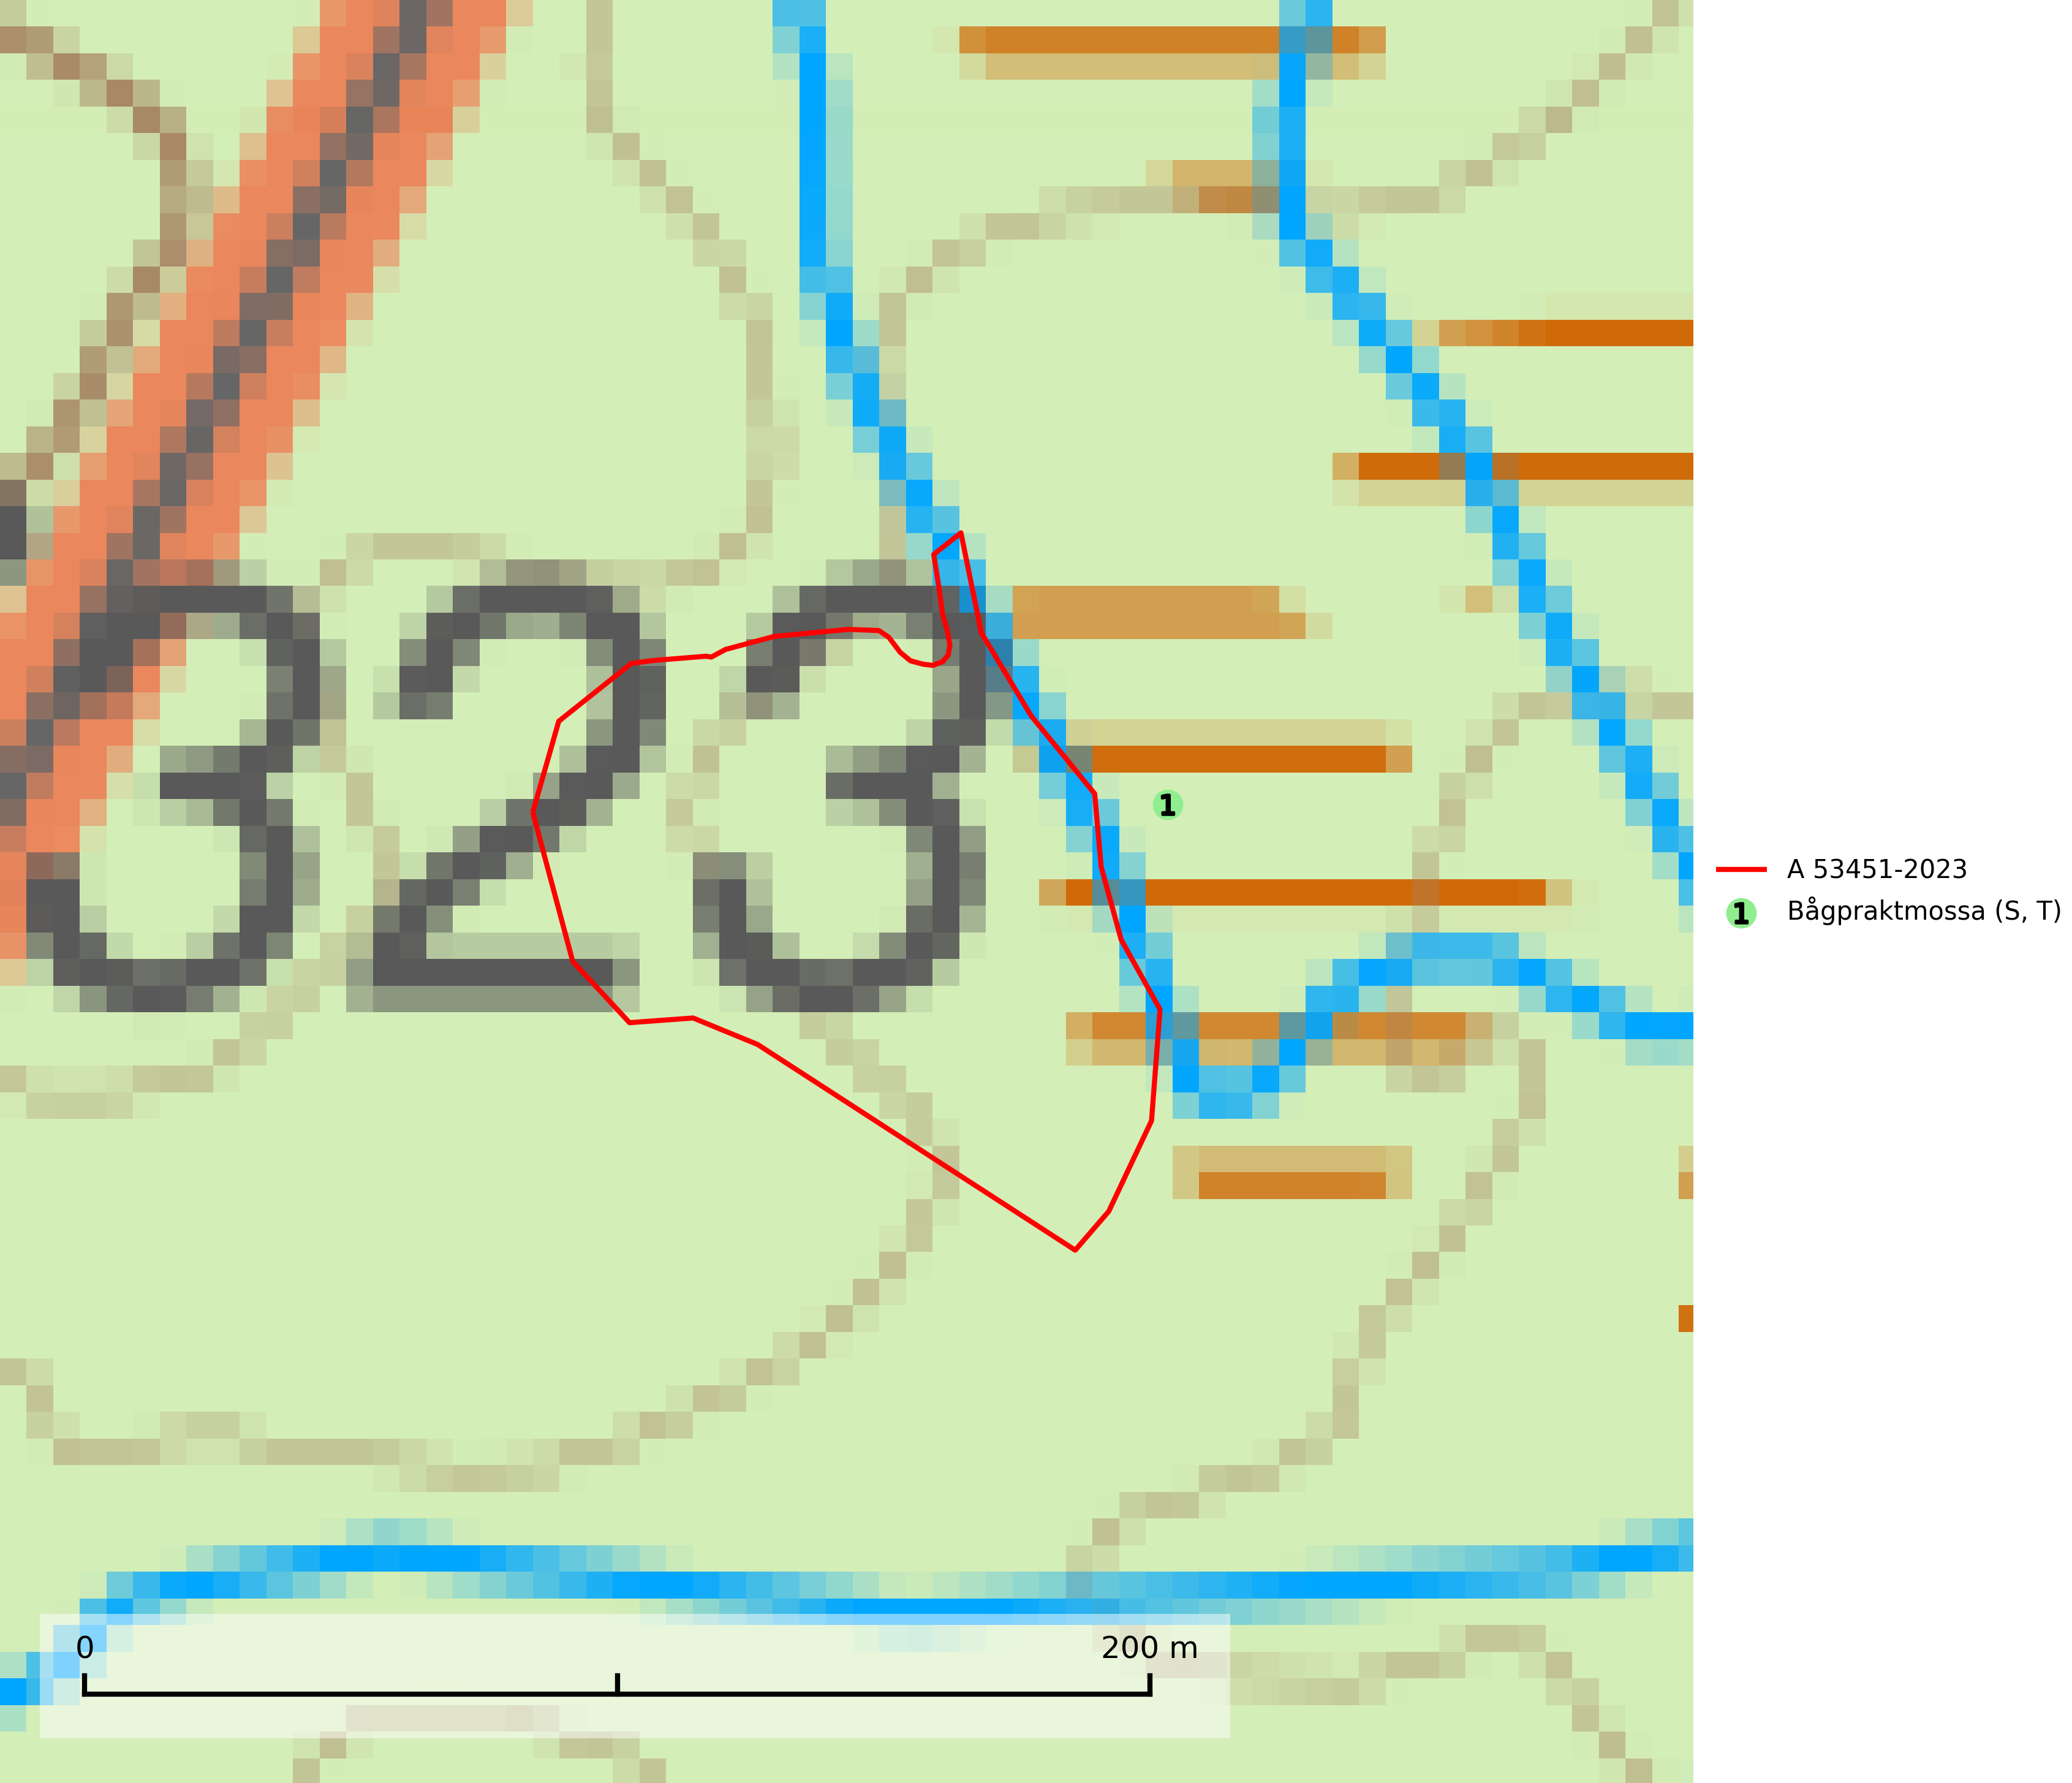 323
1
A 53451-2023
1 Bågpraktmossa (S, T)
0 200 m